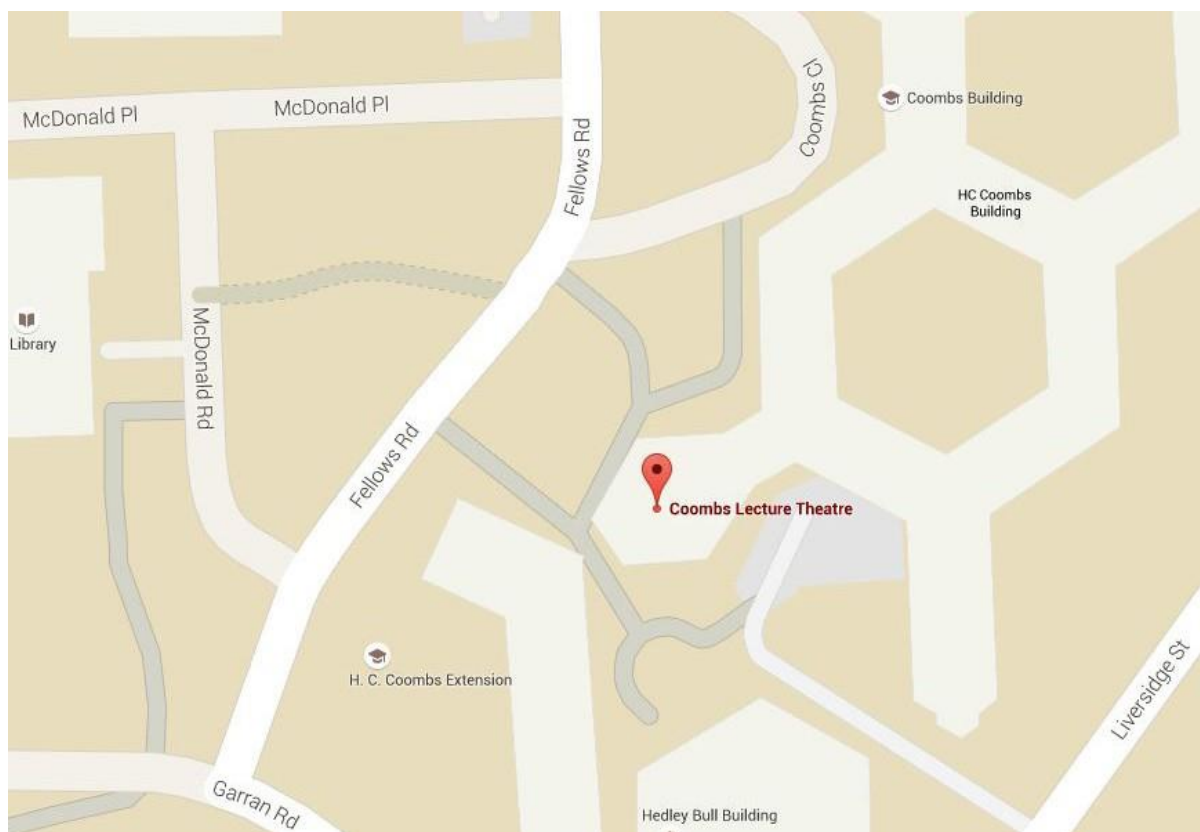 McDonald Pl
McDonald Pl
Fellows Rd
Coombs Cl
Coombs Building
HC Coombs
Building
Library
McDonald Rd
Fellows Rd
Coombs Lecture Theatre
H. C. Coombs Extension
Liversidge St
Garran Rd
Hedley Bull Building